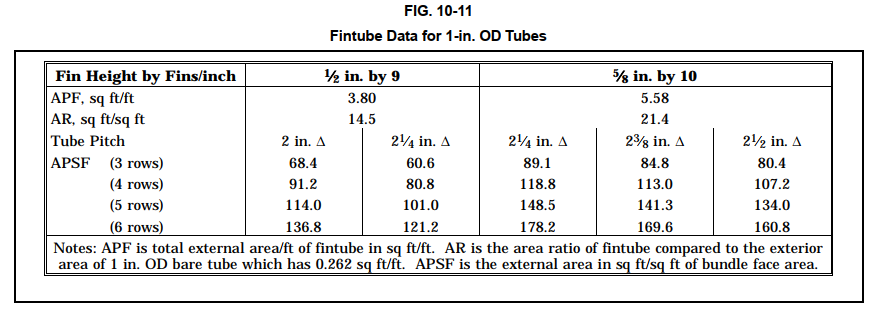 FIG. 10-11
Fintube Data for 1-in. OD Tubes
Fin Height by Fins/inch ½ in. by 9 ⅝ in. by 10
APF, sq ft/ft 3.80 5.58
AR, sq ft/sq ft 14.5 21.4
Tube Pitch 2 in. Δ 2¼ in. Δ 2¼ in. Δ 2⅜ in. Δ 2½ in. Δ
APSF (3 rows) 68.4 60.6 89.1 84.8 80.4
(4 rows) 91.2 80.8 118.8 113.0 107.2
(5 rows) 114.0 101.0 148.5 141.3 134.0
(6 rows) 136.8 121.2 178.2 169.6 160.8
Notes: APF is total external area/ft of fintube in sq ft/ft. AR is the area ratio of fintube compared to the exterior
area of 1 in. OD bare tube which has 0.262 sq ft/ft. APSF is the external area in sq ft/sq ft of bundle face area.